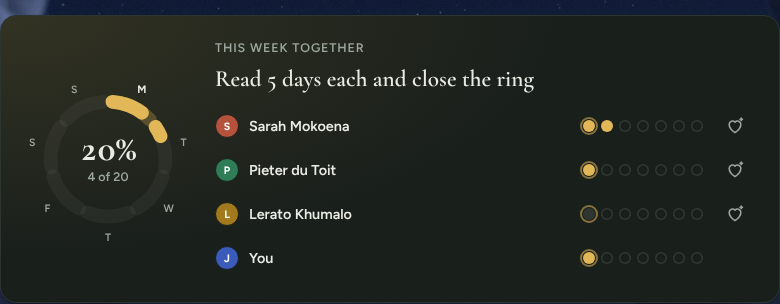 THIS WEEK TOGETHER
Read 5 days each and close the ring
S
M
S
T
20%
4 of 20
F
W
T
S
Sarah Mokoena
P
Pieter du Toit
L
Lerato Khumalo
J
You